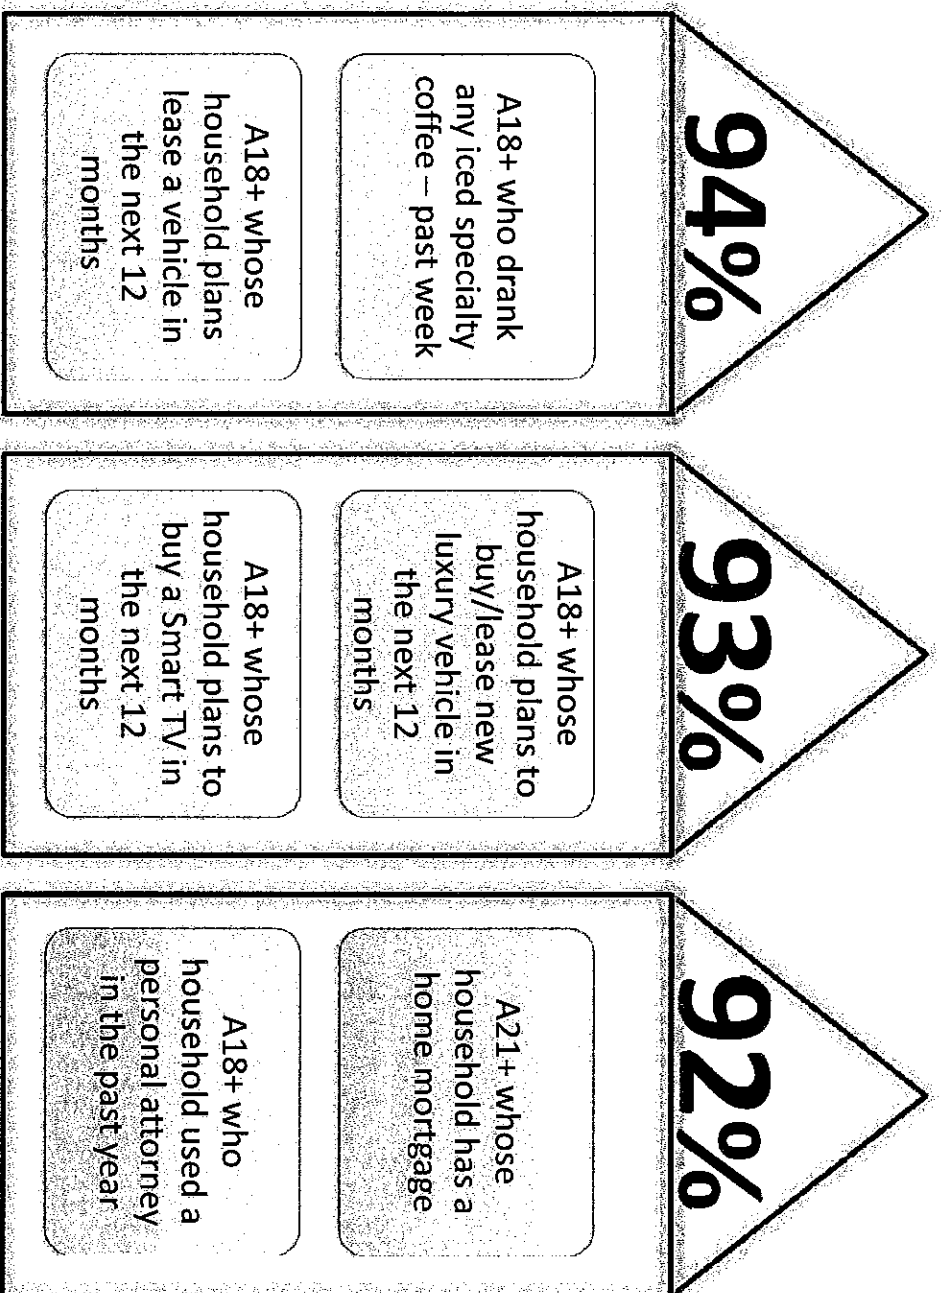 94%
A18+ who drank
any iced specialty
coffee – past week
A18+ whose
household plans
lease a vehicle in
the next 12
months
93%
A18+ whose
household plans to
buy/lease new
luxury vehicle in
the next 12
months
A18+ whose
household plans to
buy a Smart TV in
the next 12
months
92%
A21+ whose
household has a
home mortgage
A18+ who
household used a
personal attorney
in the past year